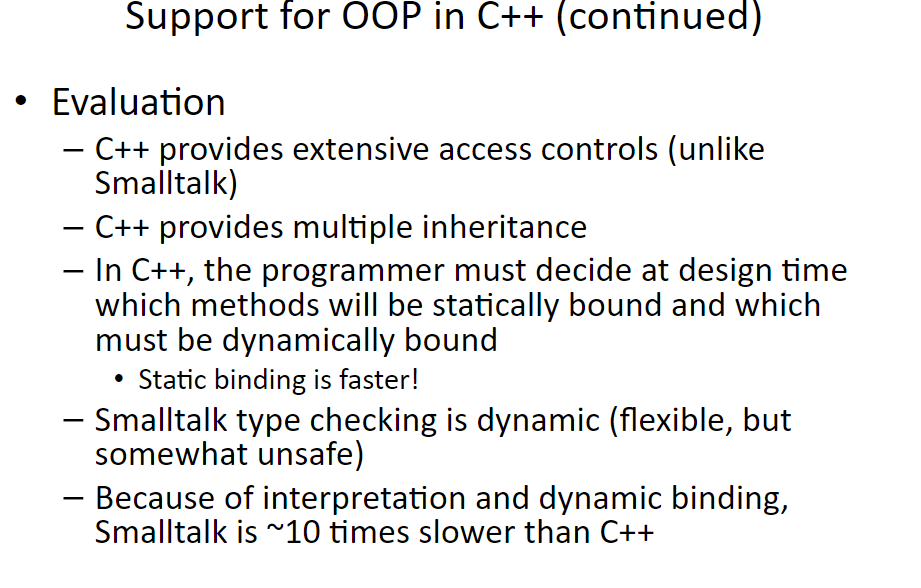 Support for OOP in C++ (continued)
• Evaluation
– C++ provides extensive access controls (unlike
Smalltalk)
– C++ provides multiple inheritance
– In C++, the programmer must decide at design time
which methods will be statically bound and which
must be dynamically bound
• Static binding is faster!
– Smalltalk type checking is dynamic (flexible, but
somewhat unsafe)
– Because of interpretation and dynamic binding,
Smalltalk is ~10 times slower than C++